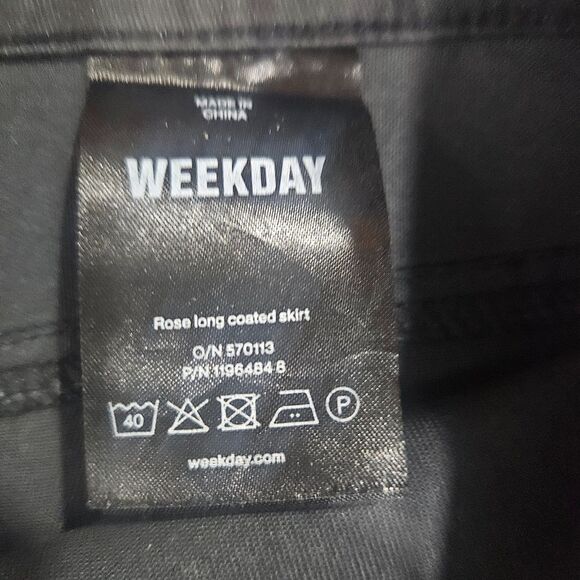 MADE IN
CHINA
WEEKDAY
Rose long coated skirt
O/N 570113
P/N 1196484 8
40
P
weekday.com